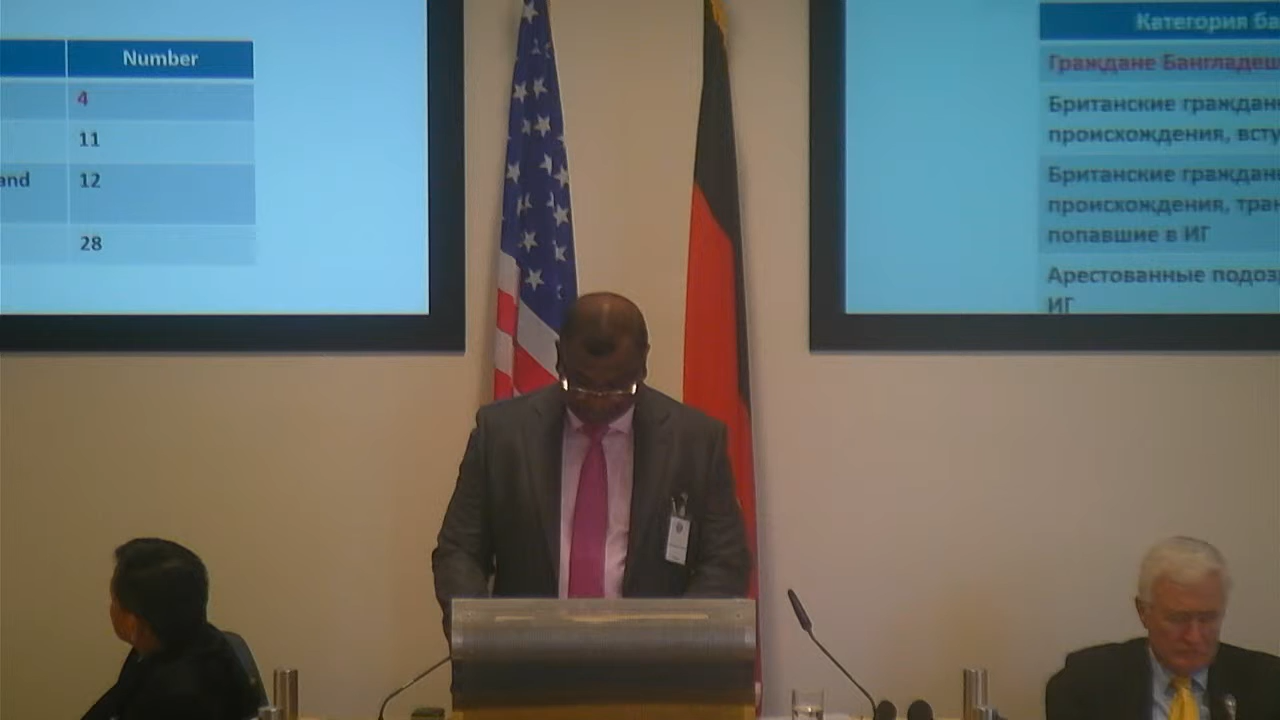 Number
4
11
and 12
28
Категория ба
Граждане Бангладеш
Британские граждане
происхождения, всту
Британские граждане
происхождения, тран
попавшие в ИГ
Арестованные подоз
ИГ